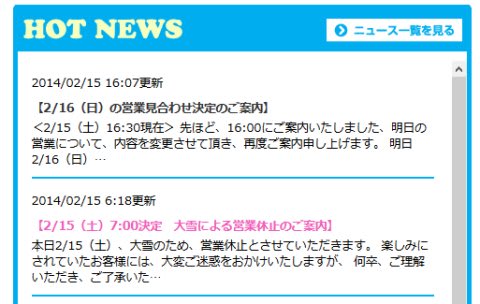 HOT NEWS
ニュース一覧を見る
2014/02/15 16:07更新
【2/16（日）の営業見合わせ決定のご案内】
＜2/15（土）16:30現在＞ 先ほど、16:00にご案内いたしました、明日の
営業について、内容を変更させて頂き、再度ご案内申し上げます。 明日
2/16（日）…
2014/02/15 6:18更新
【2/15（土）7:00決定　大雪による営業休止のご案内】
本日2/15（土）、大雪のため、営業休止とさせていただきます。 楽しみに
されていたお客様には、大変ご迷惑をおかけいたしますが、 何卒、ご理解
いただき、ご了承いた…